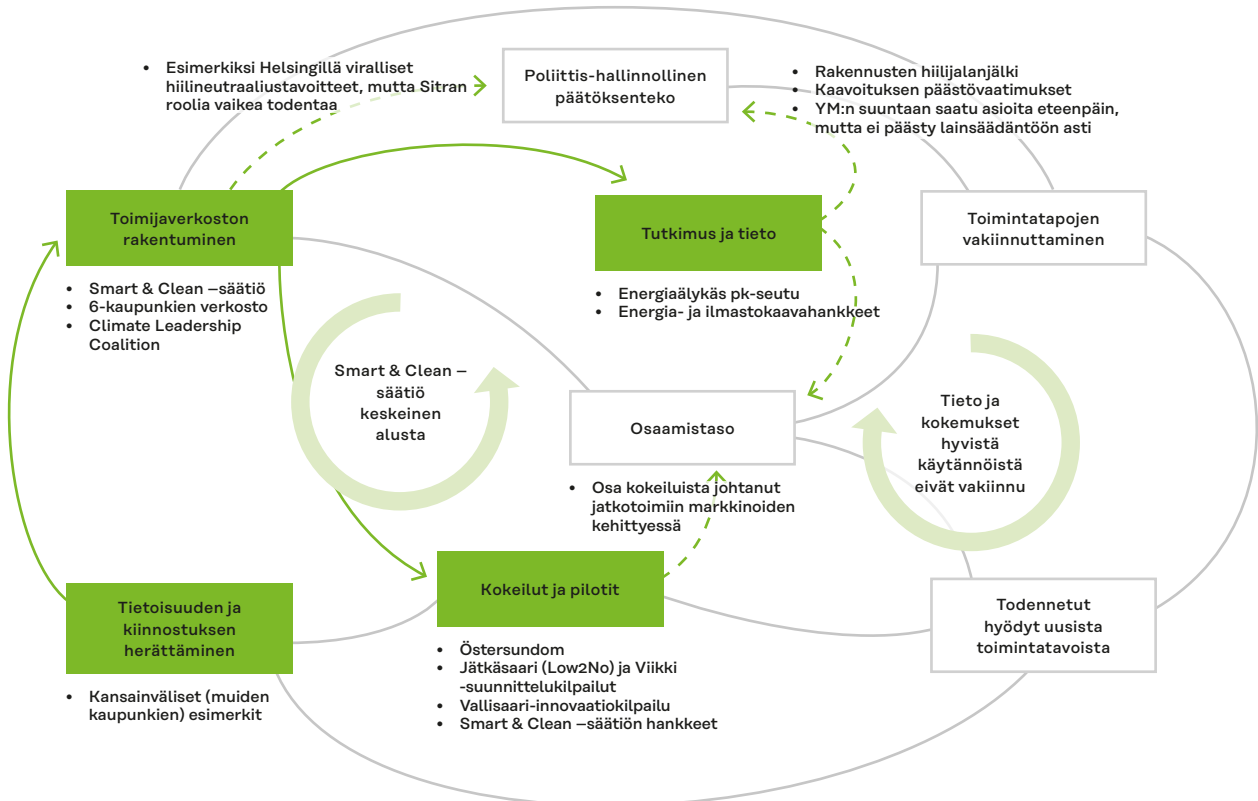 • Esimerkiksi Helsingillä viralliset
hiilineutraaliustavoitteet, mutta Sitran
roolia vaikea todentaa
Poliittis-hallinnollinen
päätöksenteko
• Rakennusten hiilijalanjälki
• Kaavoituksen päästövaatimukset
• YM:n suuntaan saatu asioita eteenpäin,
mutta ei päästy lainsäädäntöön asti
Toimijaverkoston
rakentuminen
• Smart & Clean –säätiö
• 6-kaupunkien verkosto
• Climate Leadership
Coalition
Tutkimus ja tieto
• Energiaälykäs pk-seutu
• Energia- ja ilmastokaavahankkeet
Toimintatapojen
vakiinnuttaminen
Smart & Clean –
säätiö
keskeinen
alusta
Osaamistaso
• Osa kokeiluista johtanut
jatkotoimiin markkinoiden
kehittyessä
Tieto ja
kokemukset
hyvistä
käytännöistä
eivät vakiinnu
Tietoisuuden ja
kiinnostuksen
herättäminen
• Kansainväliset (muiden
kaupunkien) esimerkit
Kokeilut ja pilotit
• Östersundom
• Jätkäsaari (Low2No) ja Viikki
-suunnittelukilpailut
• Vallisaari-innovaatiokilpailu
• Smart & Clean –säätiön hankkeet
Todennetut
hyödyt uusista
toimintatavoista